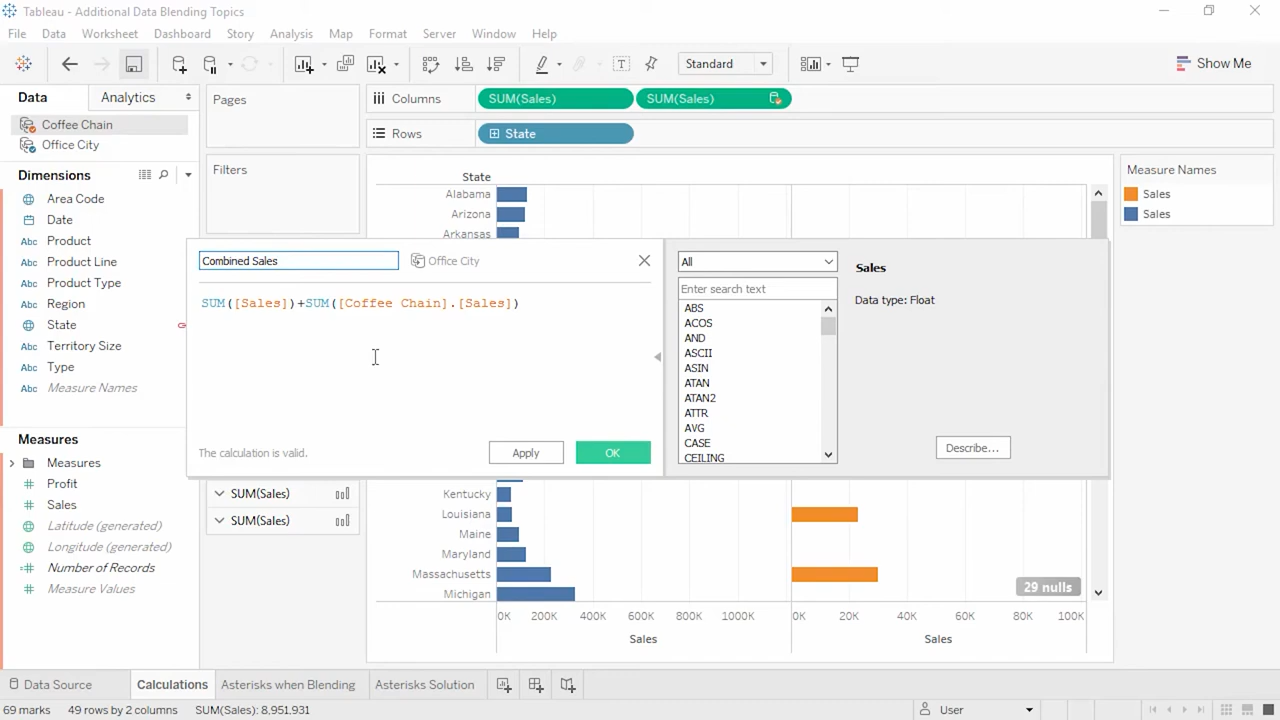 Tableau - Additional Data Blending Topics
File Data Worksheet Dashboard Story Analysis Map Format Server Window Help
Standard
Show Me
Data Analytics
Coffee Chain
Office City
Dimensions
Area Code
Date
Abc Product
Abc Product Line
Abc Product Type
Abc Region
State
Abc Territory Size
Abc Type
Abc Measure Names
Measures
Measures
Profit
Sales
Latitude (generated)
Longitude (generated)
Number of Records
Measure Values
Pages
Filters
SUM(Sales)
SUM(Sales)
Columns SUM(Sales) SUM(Sales)
Rows State
State
Alabama
Arizona
Arkansas
Combined Sales Office City
SUM([Sales])+SUM([Coffee Chain].[Sales])
The calculation is valid. Apply OK
All
Enter search text
ABS
ACOS
AND
ASCII
ASIN
ATAN
ATAN2
ATTR
AVG
CASE
CEILING
Sales
Data type: Float
Describe...
Kentucky
Louisiana
Maine
Maryland
Massachusetts
Michigan
29 nulls
0K 200K 400K 600K 800K 1000K 0K 20K 40K 60K 80K 100K
Sales Sales
Measure Names
Sales
Sales
Data Source Calculations Asterisks when Blending Asterisks Solution
69 marks 49 rows by 2 columns SUM(Sales): 8,951,931 User